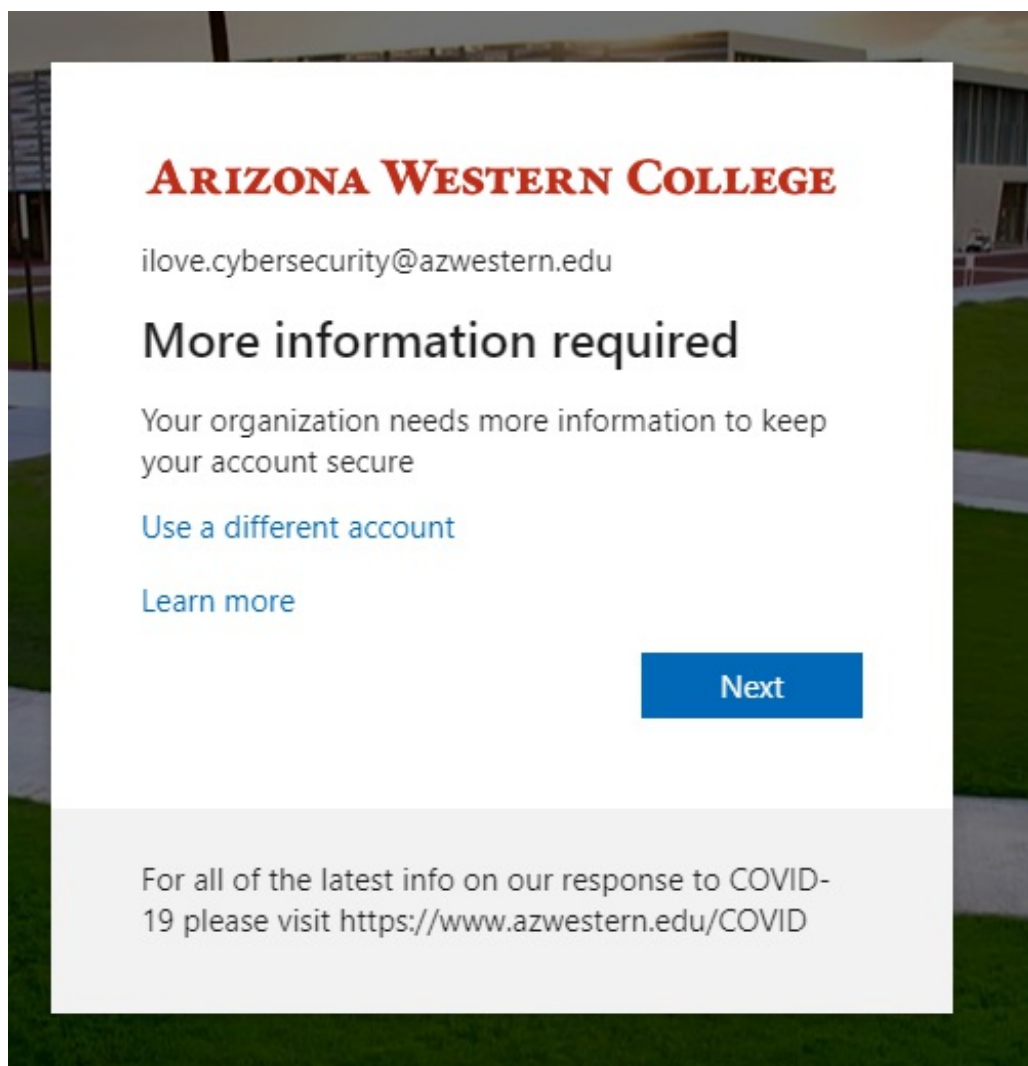 ARIZONA WESTERN COLLEGE
ilove.cybersecurity@azwestern.edu
More information required
Your organization needs more information to keep
your account secure
Use a different account
Learn more
Next
For all of the latest info on our response to COVID-
19 please visit https://www.azwestern.edu/COVID